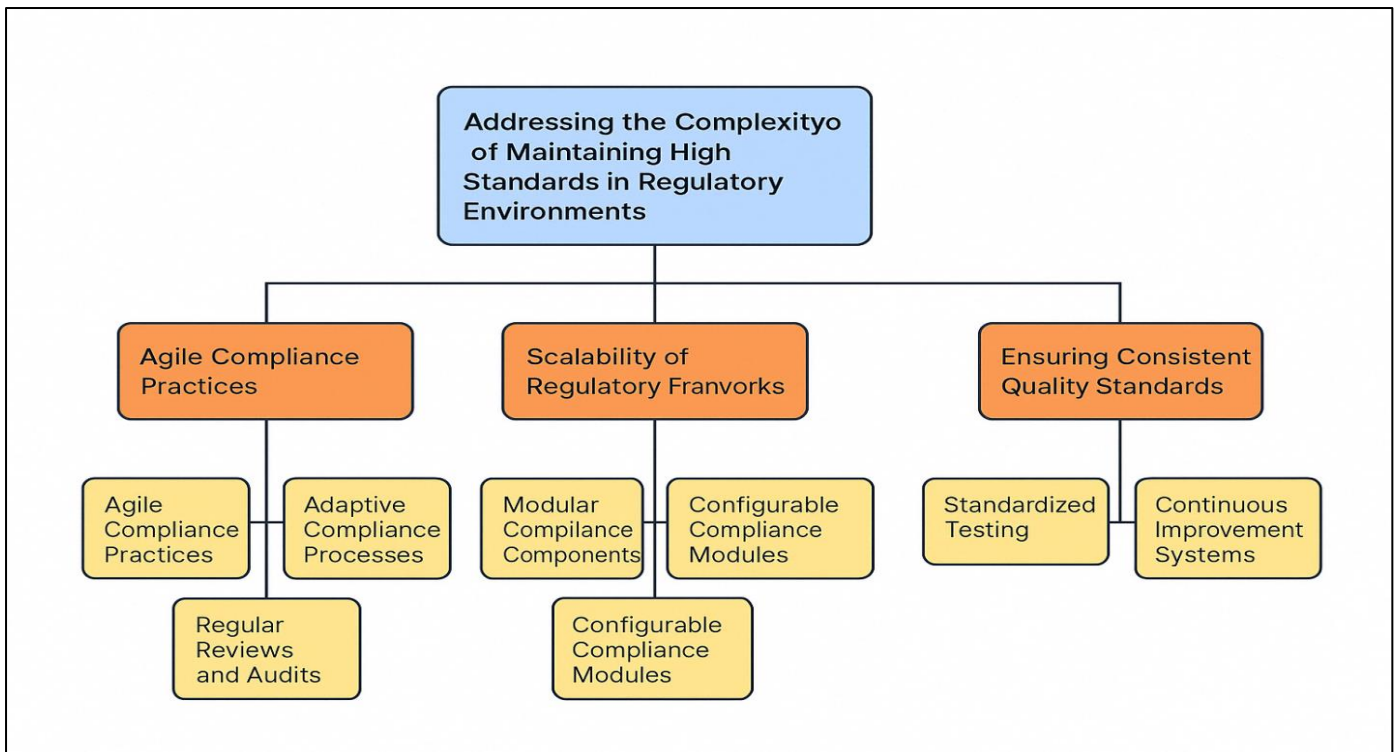 Addressing the Complexityo
of Maintaining High
Standards in Regulatory
Environments
Agile Compliance
Practices
Scalability of
Regulatory Franvorks
Ensuring Consistent
Quality Standards
Agile
Compliance
Practices
Adaptive
Compliance
Processes
Regular
Reviews
and Audits
Modular
Compilance
Components
Configurable
Compliance
Modules
Configurable
Compliance
Modules
Standardized
Testing
Continuous
Improvement
Systems